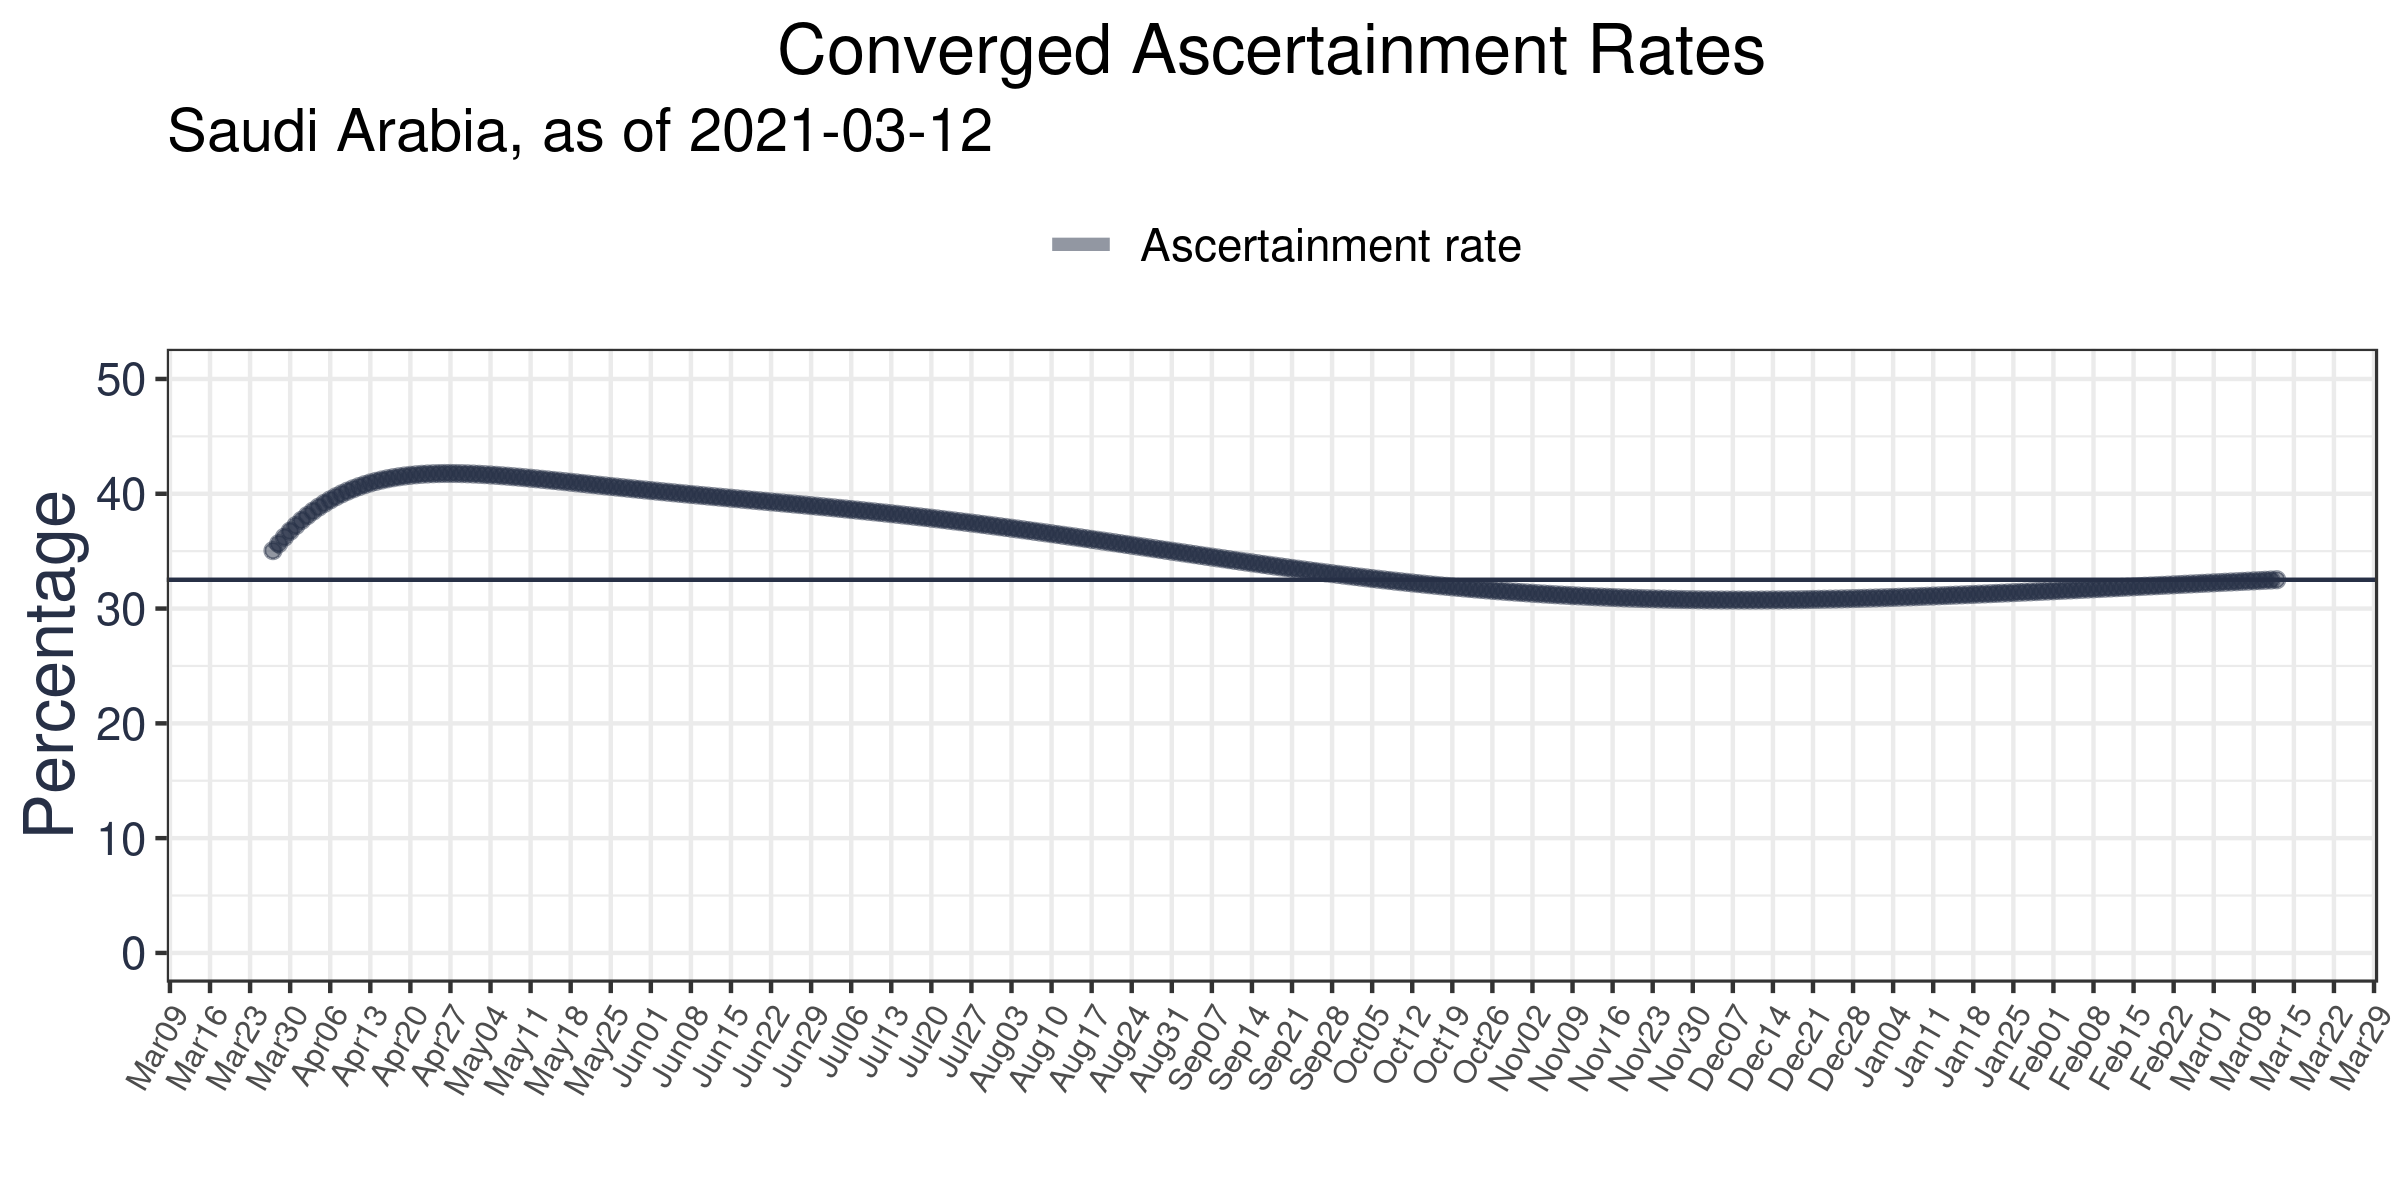 Converged Ascertainment Rates
Saudi Arabia, as of 2021-03-12
Ascertainment rate
Percentage
50
40
30
20
10
0
Mar09 Mar16 Mar23 Mar30 Apr06 Apr13 Apr20 Apr27 May04 May11 May18 May25 Jun01 Jun08 Jun15 Jun22 Jun29 Jul06 Jul13 Jul20 Jul27 Aug03 Aug10 Aug17 Aug24 Aug31 Sep07 Sep14 Sep21 Sep28 Oct05 Oct12 Oct19 Oct26 Nov02 Nov09 Nov16 Nov23 Nov30 Dec07 Dec14 Dec21 Dec28 Jan04 Jan11 Jan18 Jan25 Feb01 Feb08 Feb15 Feb22 Mar01 Mar08 Mar15 Mar22 Mar29